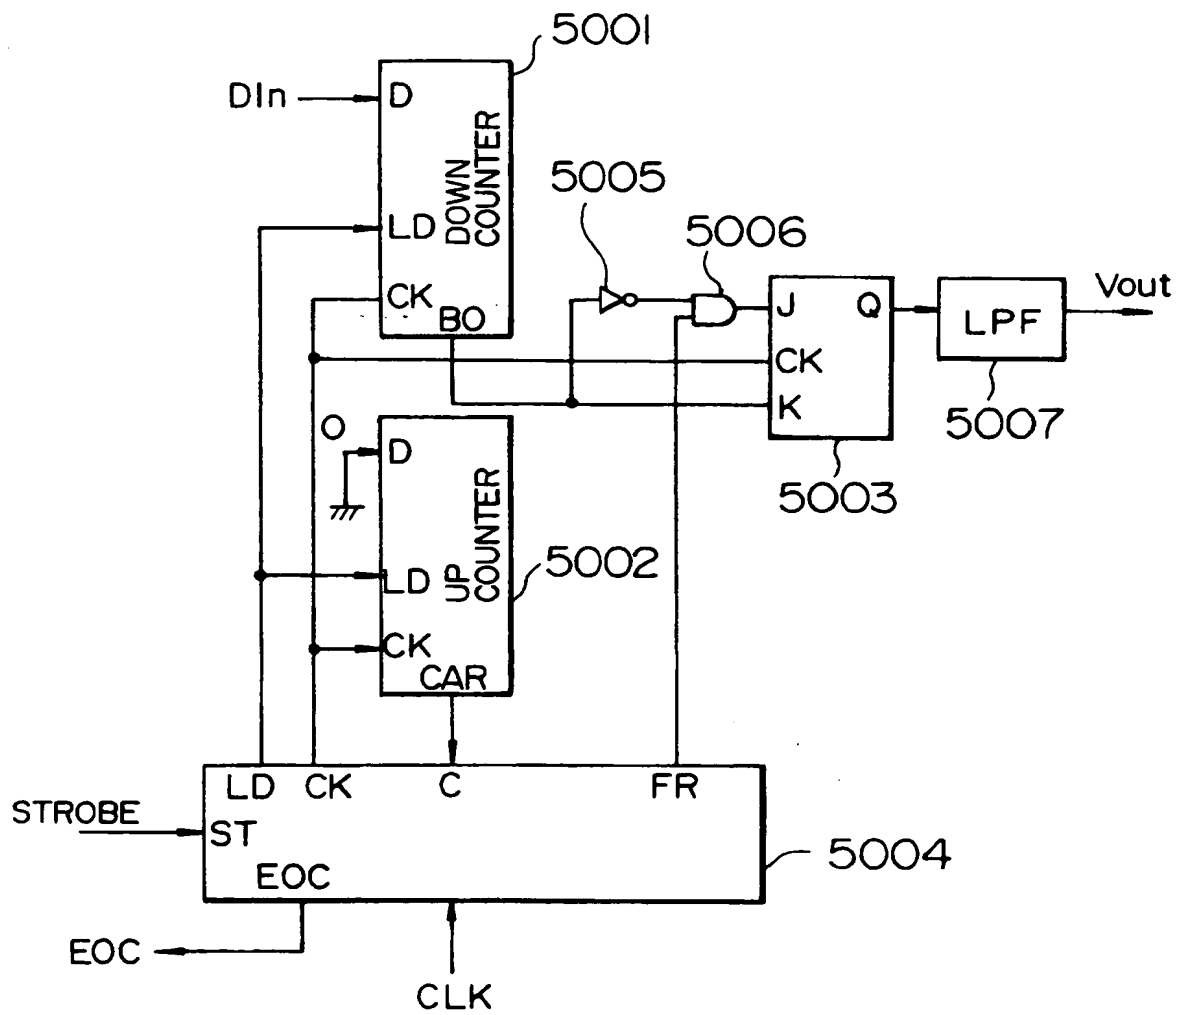 5001
DIn
D
DOWN
COUNTER
LD
CK
BO
5005
5006
J
Q
CK
K
5003
LPF
5007
Vout
O
D
UP
COUNTER
LD
CK
CAR
5002
LD
CK
C
FR
STROBE
ST
EOC
5004
EOC
CLK